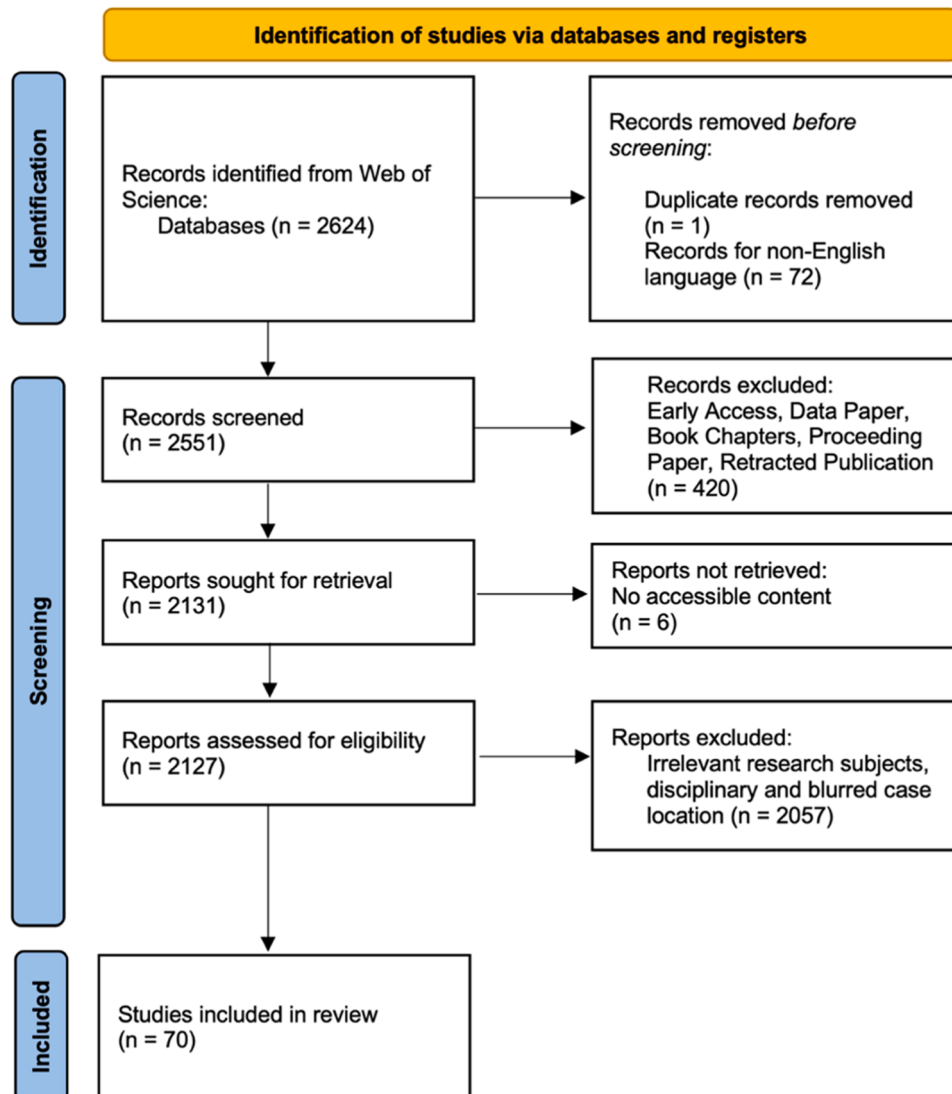 Identification of studies via databases and registers
Identification
Records identified from Web of
Science:
Databases (n = 2624)
Records removed before
screening:
Duplicate records removed
(n = 1)
Records for non-English
language (n = 72)
Screening
Records screened
(n = 2551)
Records excluded:
Early Access, Data Paper,
Book Chapters, Proceeding
Paper, Retracted Publication
(n = 420)
Reports sought for retrieval
(n = 2131)
Reports not retrieved:
No accessible content
(n = 6)
Reports assessed for eligibility
(n = 2127)
Reports excluded:
Irrelevant research subjects,
disciplinary and blurred case
location (n = 2057)
Included
Studies included in review
(n = 70)